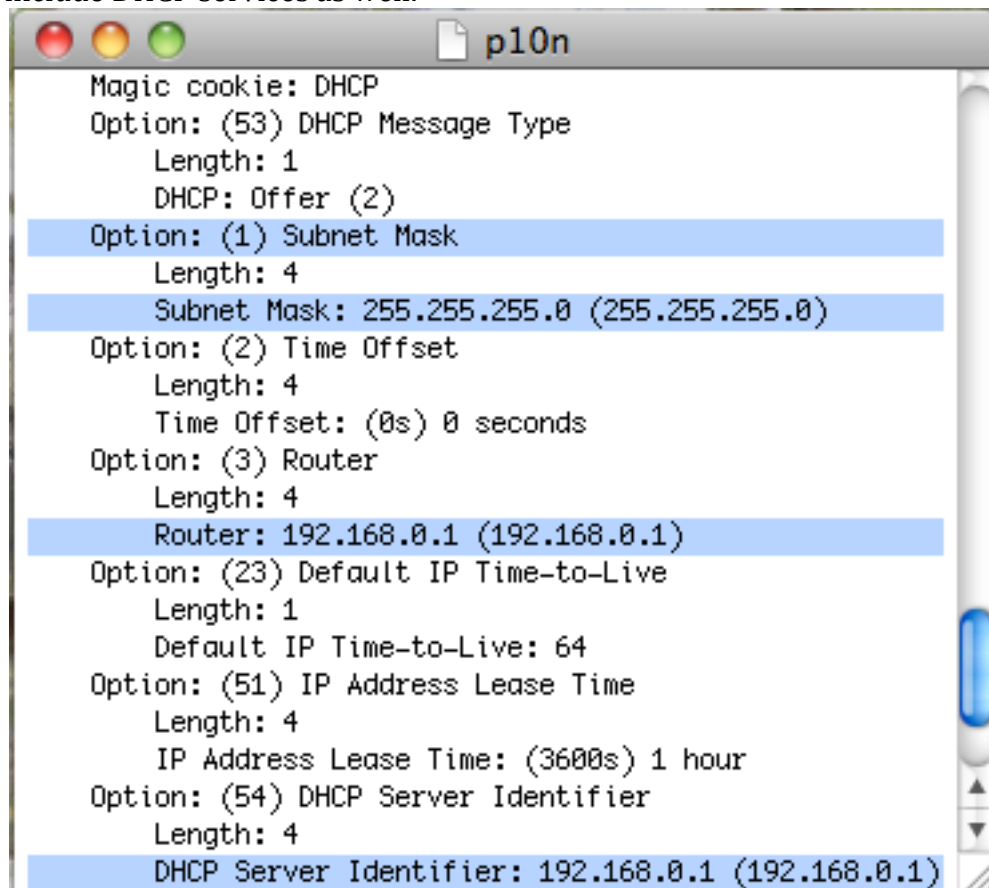 include DHCP services as well.
p10n
Magic cookie: DHCP
Option: (53) DHCP Message Type
Length: 1
DHCP: Offer (2)
Option: (1) Subnet Mask
Length: 4
Subnet Mask: 255.255.255.0 (255.255.255.0)
Option: (2) Time Offset
Length: 4
Time Offset: (0s) 0 seconds
Option: (3) Router
Length: 4
Router: 192.168.0.1 (192.168.0.1)
Option: (23) Default IP Time-to-Live
Length: 1
Default IP Time-to-Live: 64
Option: (51) IP Address Lease Time
Length: 4
IP Address Lease Time: (3600s) 1 hour
Option: (54) DHCP Server Identifier
Length: 4
DHCP Server Identifier: 192.168.0.1 (192.168.0.1)